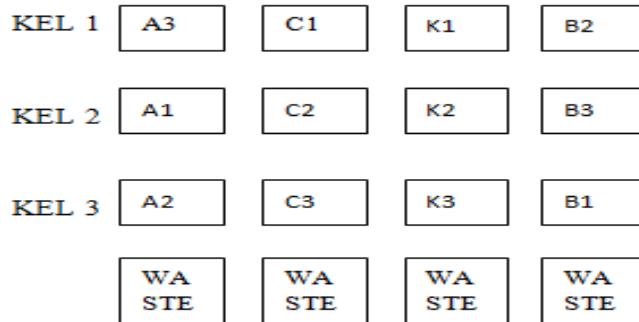 KEL 1 A3 C1 K1 B2
KEL 2 A1 C2 K2 B3
KEL 3 A2 C3 K3 B1
WA WA WA WA
STE STE STE STE